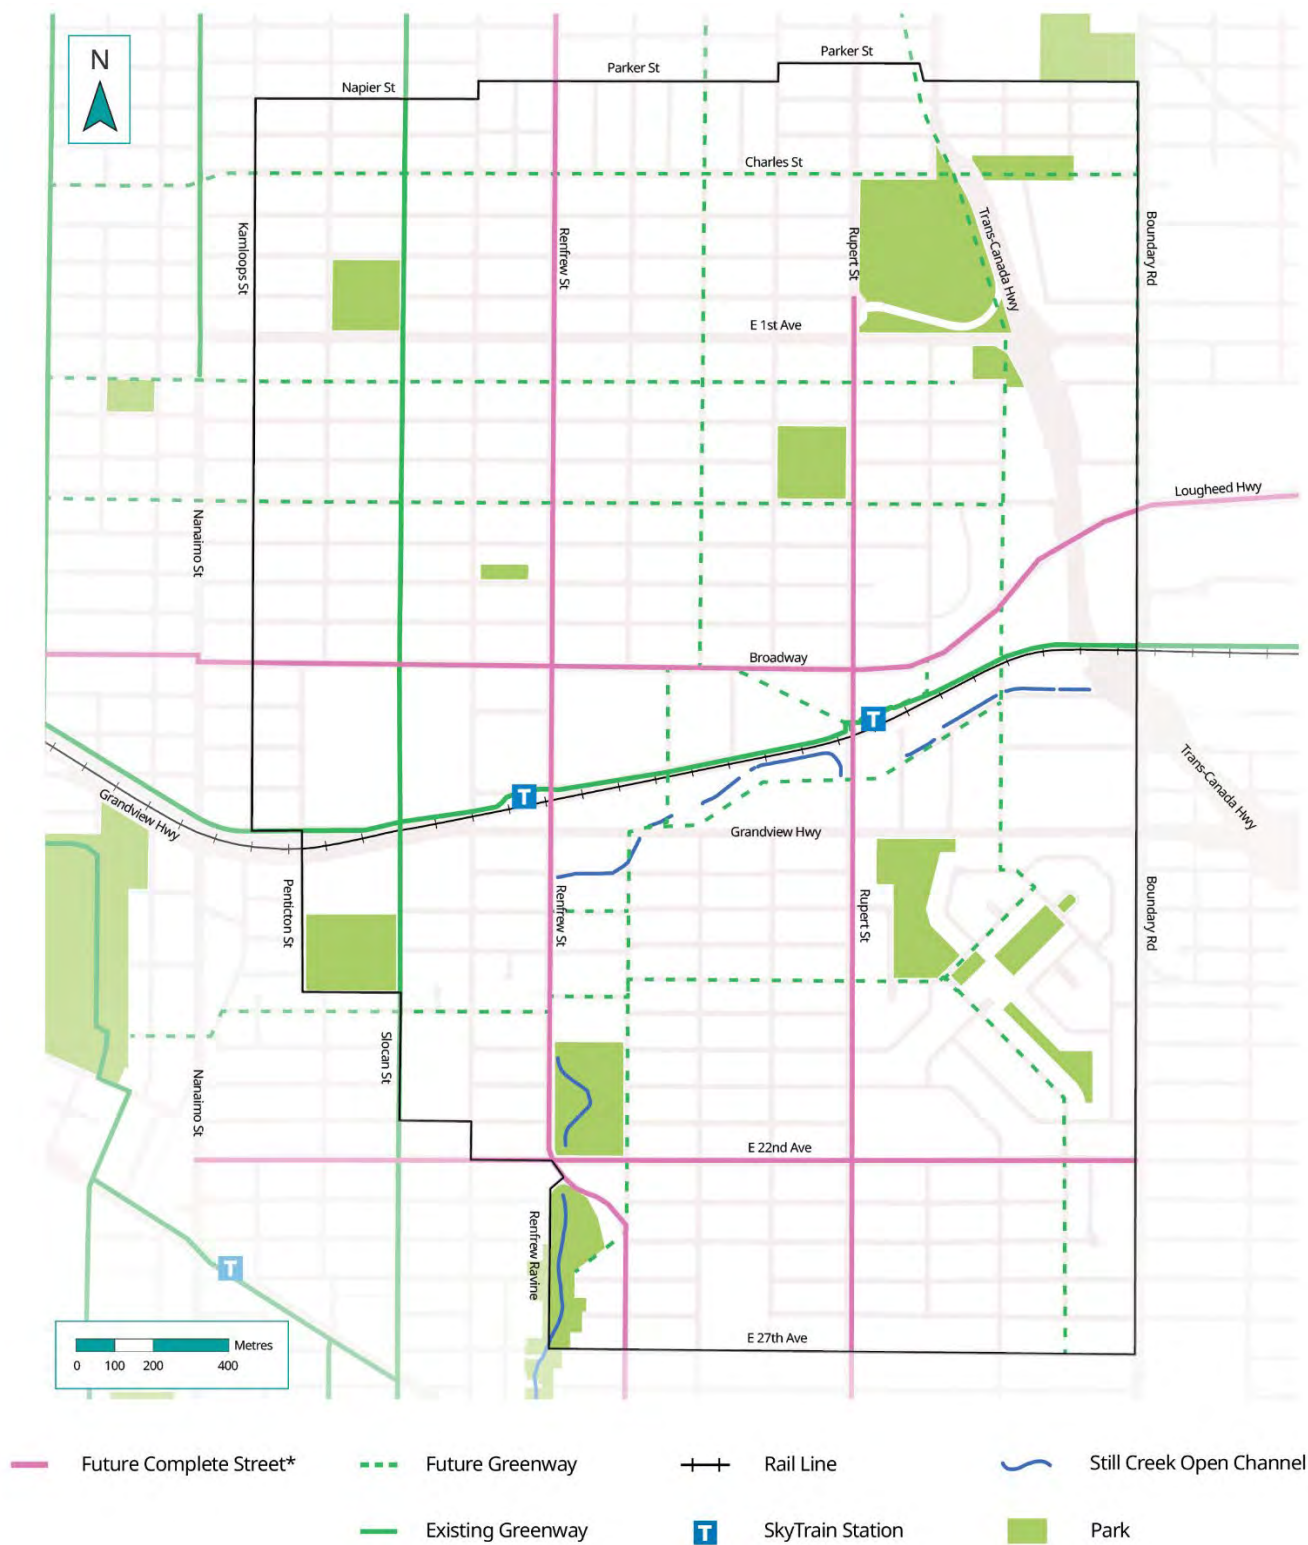 Parker St
N
Parker St
Napier St
Charles St
Kamloops St
Renfrew St
Rupert St
Trans-Canada Hwy
Boundary Rd
E 1st Ave
Lougheed Hwy
Nanaimo St
Broadway
T
Trans-Canada Hwy
T
Grandview Hwy
Grandview Hwy
Penticton St
Renfrew St
Rupert St
Boundary Rd
Slocan St
Nanaimo St
E 22nd Ave
Renfrew Ravine
T
E 27th Ave
Metres
0 100 200 400
Future Complete Street*
Future Greenway
Rail Line
Still Creek Open Channel
Existing Greenway
T SkyTrain Station
Park